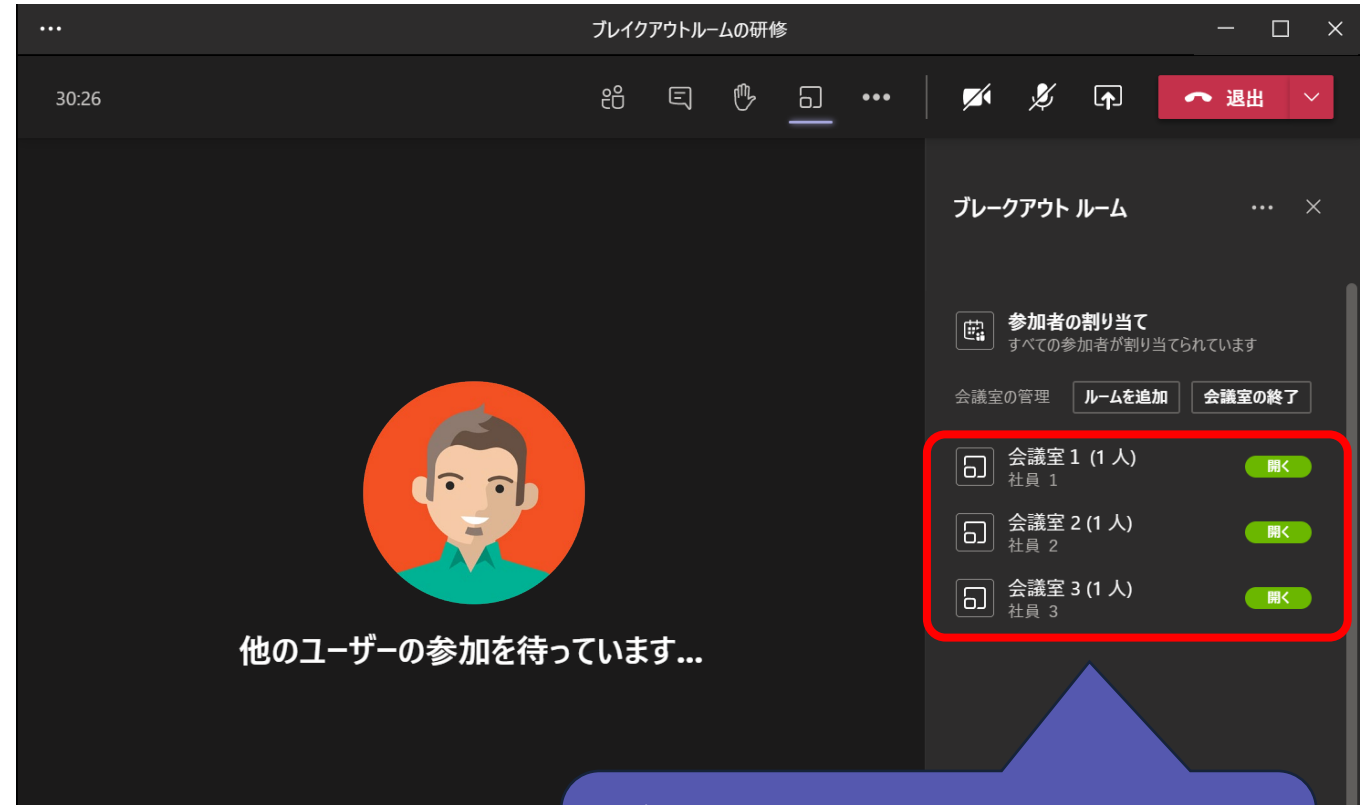 ブレイクアウトルームの研修
30:26
退出
ブレークアウト ルーム
参加者の割り当て
すべての参加者が割り当てられています
会議室の管理 ルームを追加 会議室の終了
会議室 1 (1 人) 開く
社員 1
会議室 2 (1 人) 開く
社員 2
会議室 3 (1 人) 開く
社員 3
他のユーザーの参加を待っています...